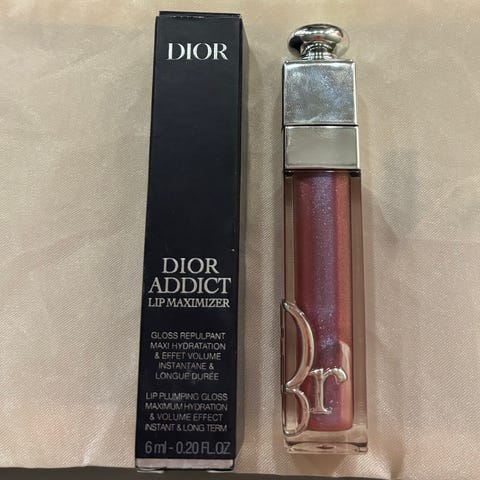 DIOR
DIOR
ADDICT
LIP MAXIMIZER
GLOSS REPULPANT
MAXI HYDRATATION
& EFFET VOLUME
INSTANTANÉ &
LONGUE DURÉE
LIP PLUMPING GLOSS
MAXIMUM HYDRATION
& VOLUME EFFECT
INSTANT & LONG TERM
6 ml - 0.20 FL.OZ
r